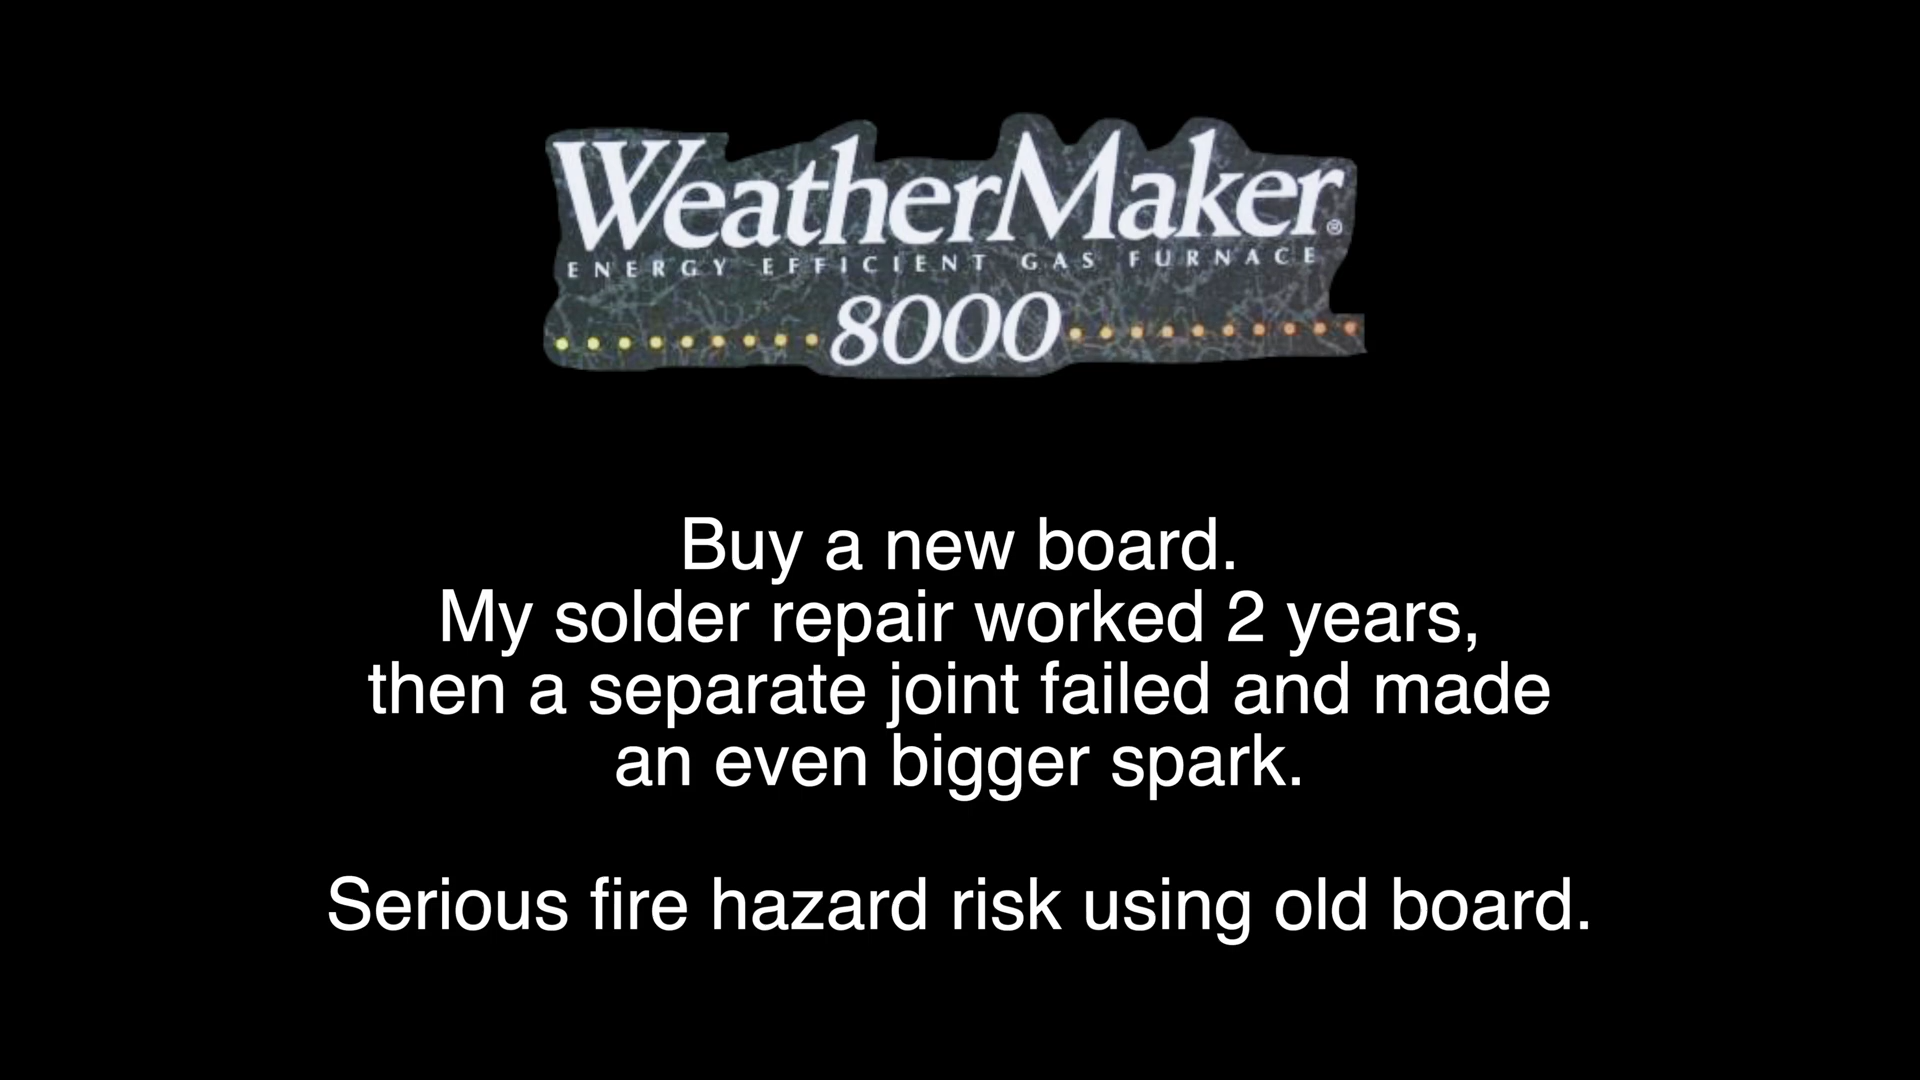 WeatherMaker®
ENERGY EFFICIENT GAS FURNACE
8000
Buy a new board.
My solder repair worked 2 years,
then a separate joint failed and made
an even bigger spark.
Serious fire hazard risk using old board.